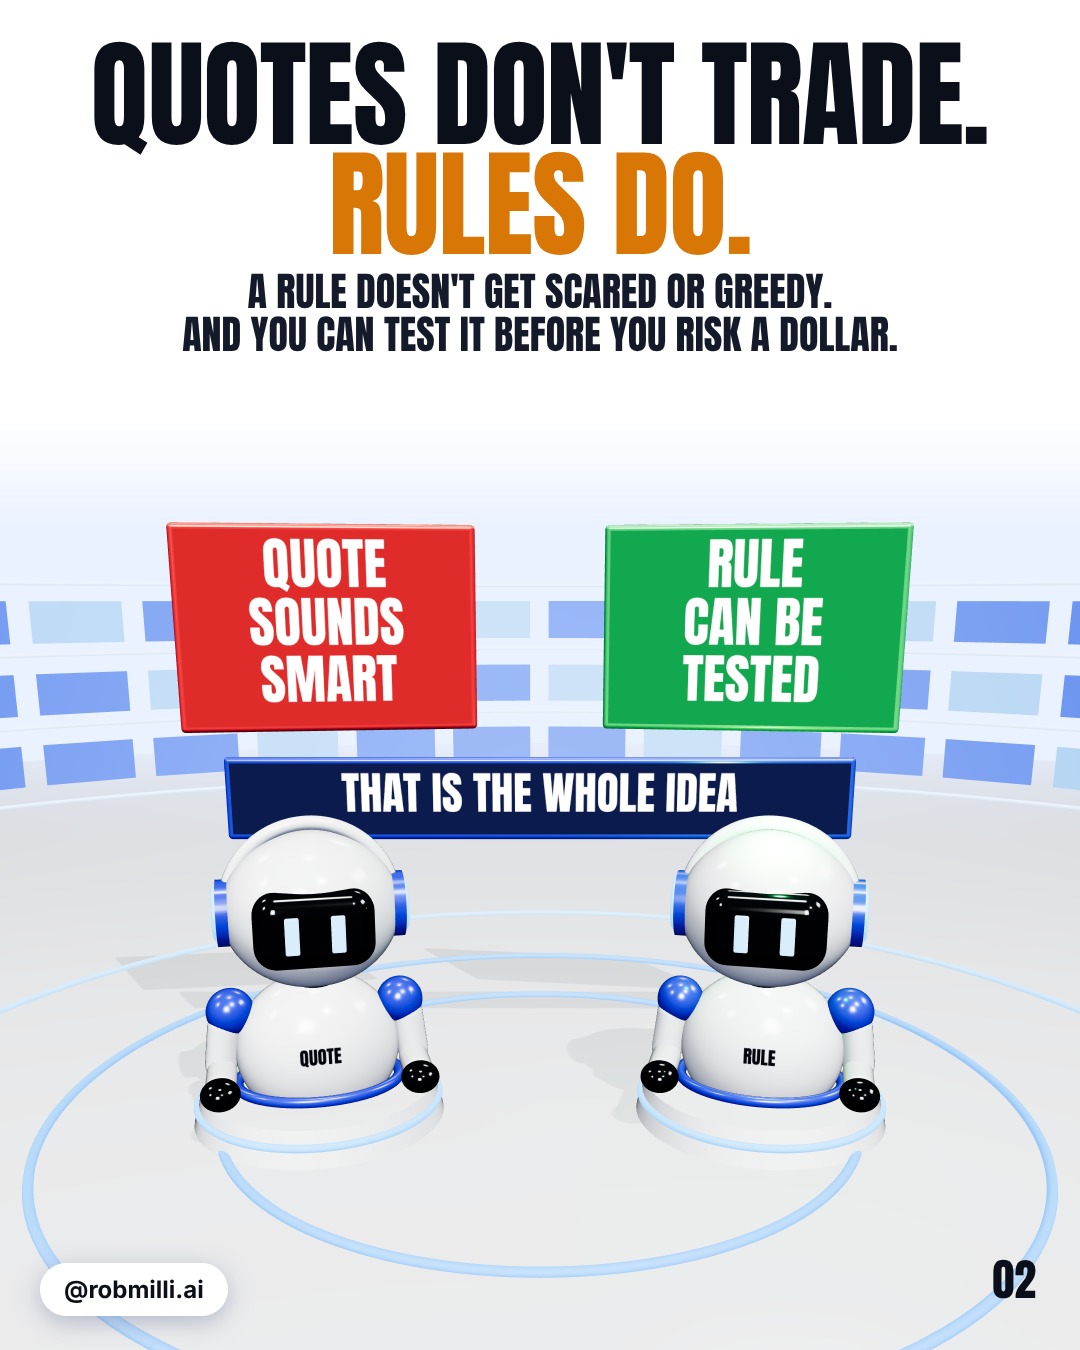 QUOTES DON'T TRADE.
RULES DO.
A RULE DOESN'T GET SCARED OR GREEDY.
AND YOU CAN TEST IT BEFORE YOU RISK A DOLLAR.
QUOTE
SOUNDS
SMART
RULE
CAN BE
TESTED
THAT IS THE WHOLE IDEA
QUOTE
RULE
@robmilli.ai
02